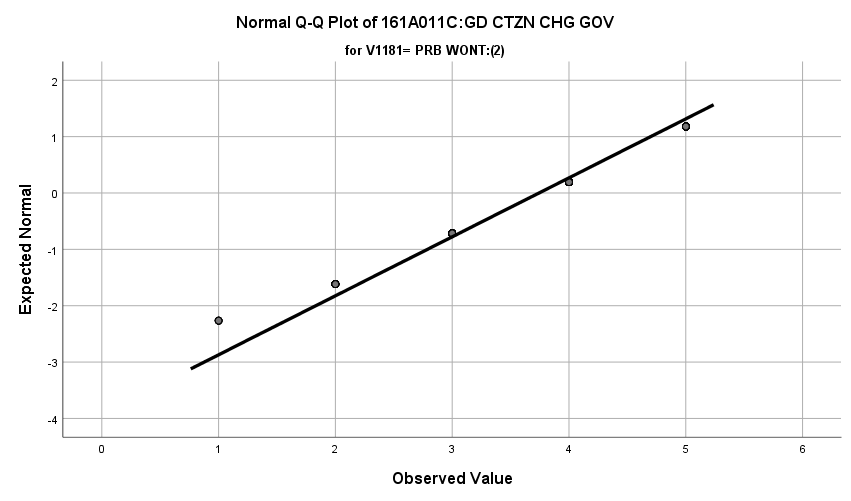 Normal Q-Q Plot of 161A011C:GD CTZN CHG GOV
for V1181= PRB WONT:(2)
2
1
0
-1
-2
-3
-4
Expected Normal
0 1 2 3 4 5 6
Observed Value